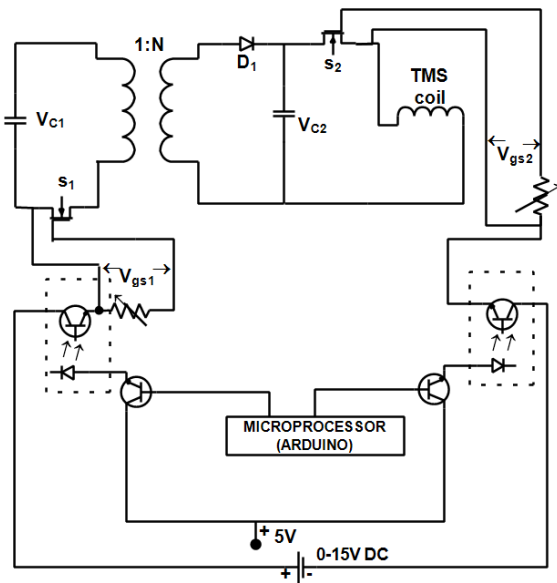 1:N
D1
S2
TMS
coil
VC1
VC2
Vgs2
S1
Vgs1
MICROPROCESSOR
(ARDUINO)
+ 5V
0-15V DC
+ -